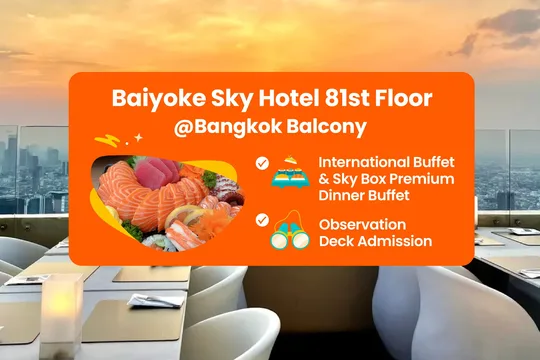 Baiyoke Sky Hotel 81st Floor
@Bangkok Balcony
International Buffet
& Sky Box Premium
Dinner Buffet
Observation
Deck Admission